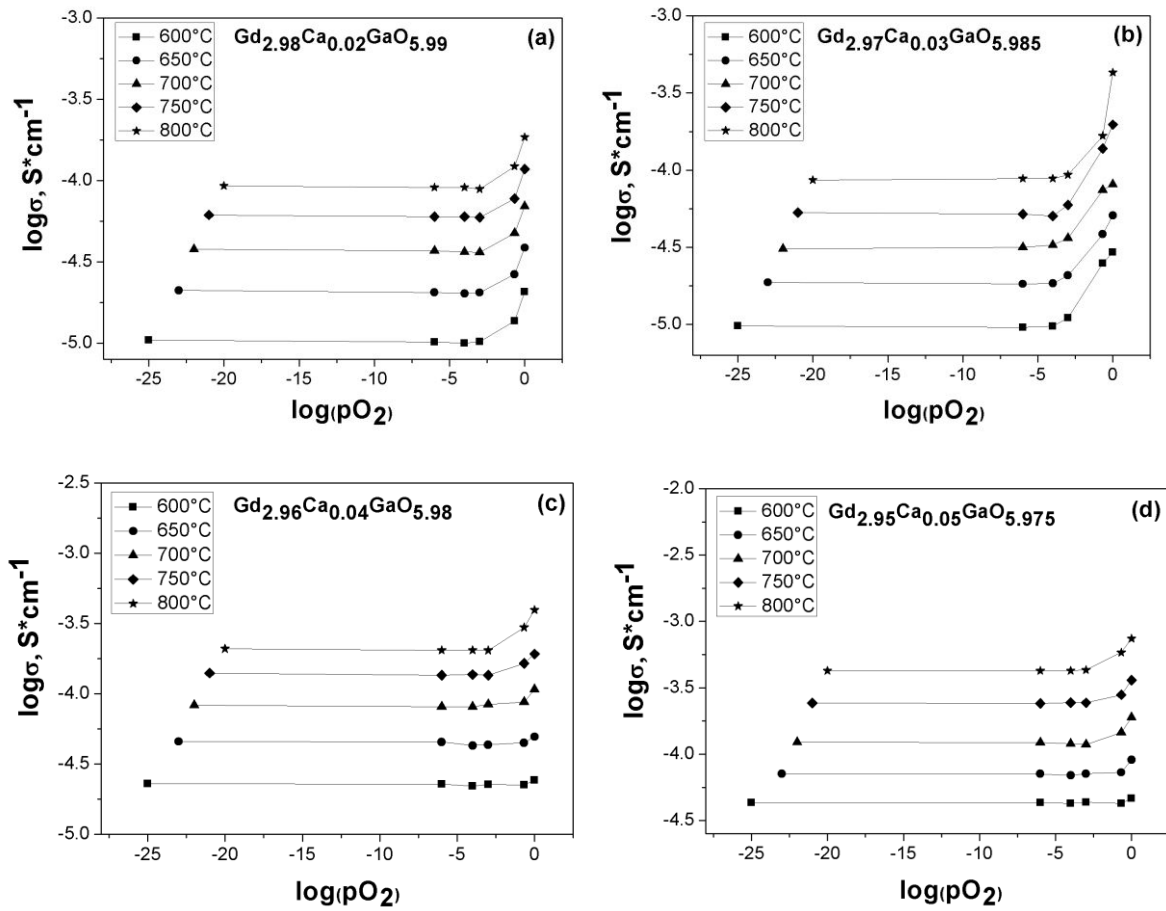 -3.0
-3.5
-4.0
-4.5
-5.0
logσ, S*cm-1
600°C
650°C
700°C
750°C
800°C
Gd2.98Ca0.02GaO5.99
(a)
-25 -20 -15 -10 -5 0
log(pO2)
-3.0
-3.5
-4.0
-4.5
-5.0
logσ, S*cm-1
600°C
650°C
700°C
750°C
800°C
Gd2.97Ca0.03GaO5.985
(b)
-25 -20 -15 -10 -5 0
log(pO2)
-2.5
-3.0
-3.5
-4.0
-4.5
-5.0
logσ, S*cm-1
600°C
650°C
700°C
750°C
800°C
Gd2.96Ca0.04GaO5.98
(c)
-25 -20 -15 -10 -5 0
log(pO2)
-2.0
-2.5
-3.0
-3.5
-4.0
-4.5
logσ, S*cm-1
600°C
650°C
700°C
750°C
800°C
Gd2.95Ca0.05GaO5.975
(d)
-25 -20 -15 -10 -5 0
log(pO2)